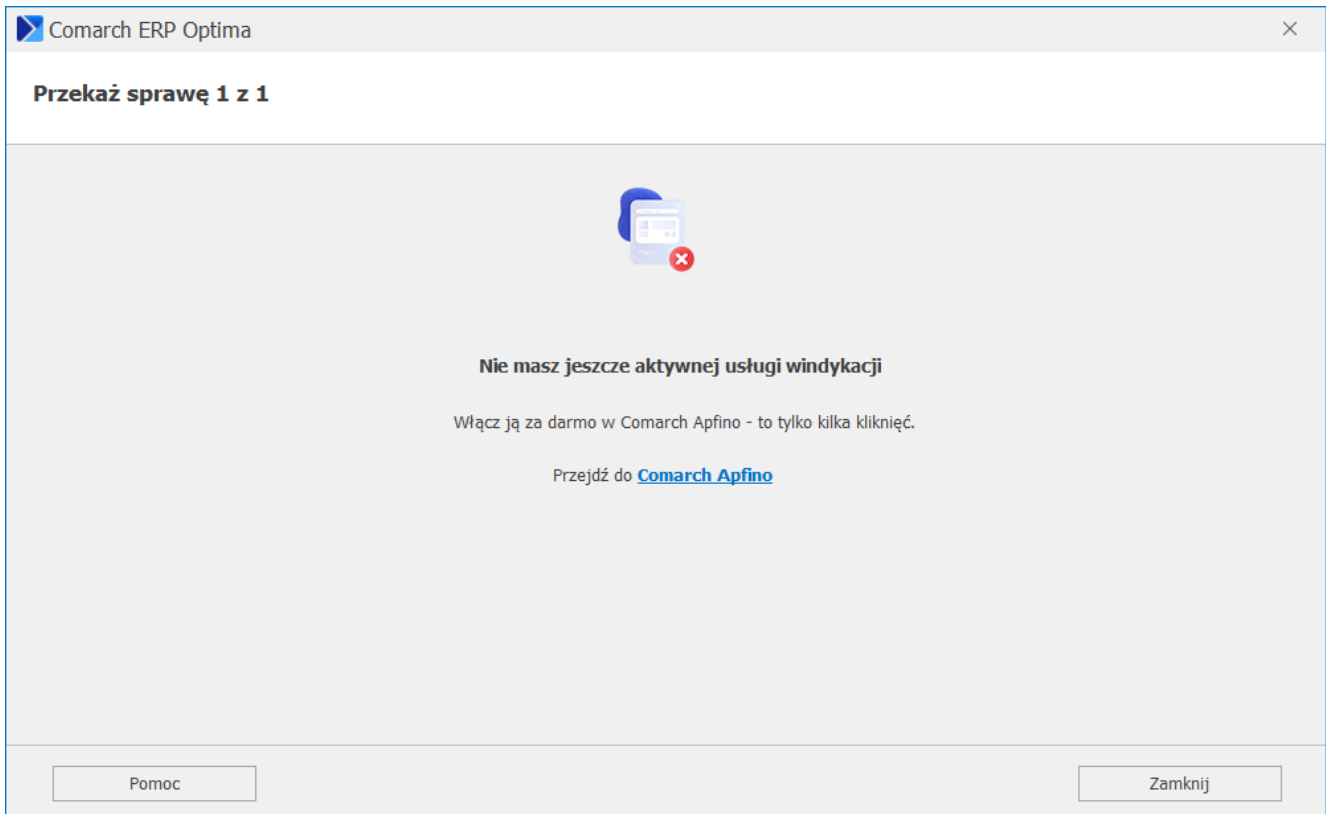 Comarch ERP Optima
Przekaż sprawę 1 z 1
Nie masz jeszcze aktywnej usługi windykacji
Włącz ją za darmo w Comarch Apfino - to tylko kilka kliknięć.
Przejdź do Comarch Apfino
Pomoc
Zamknij